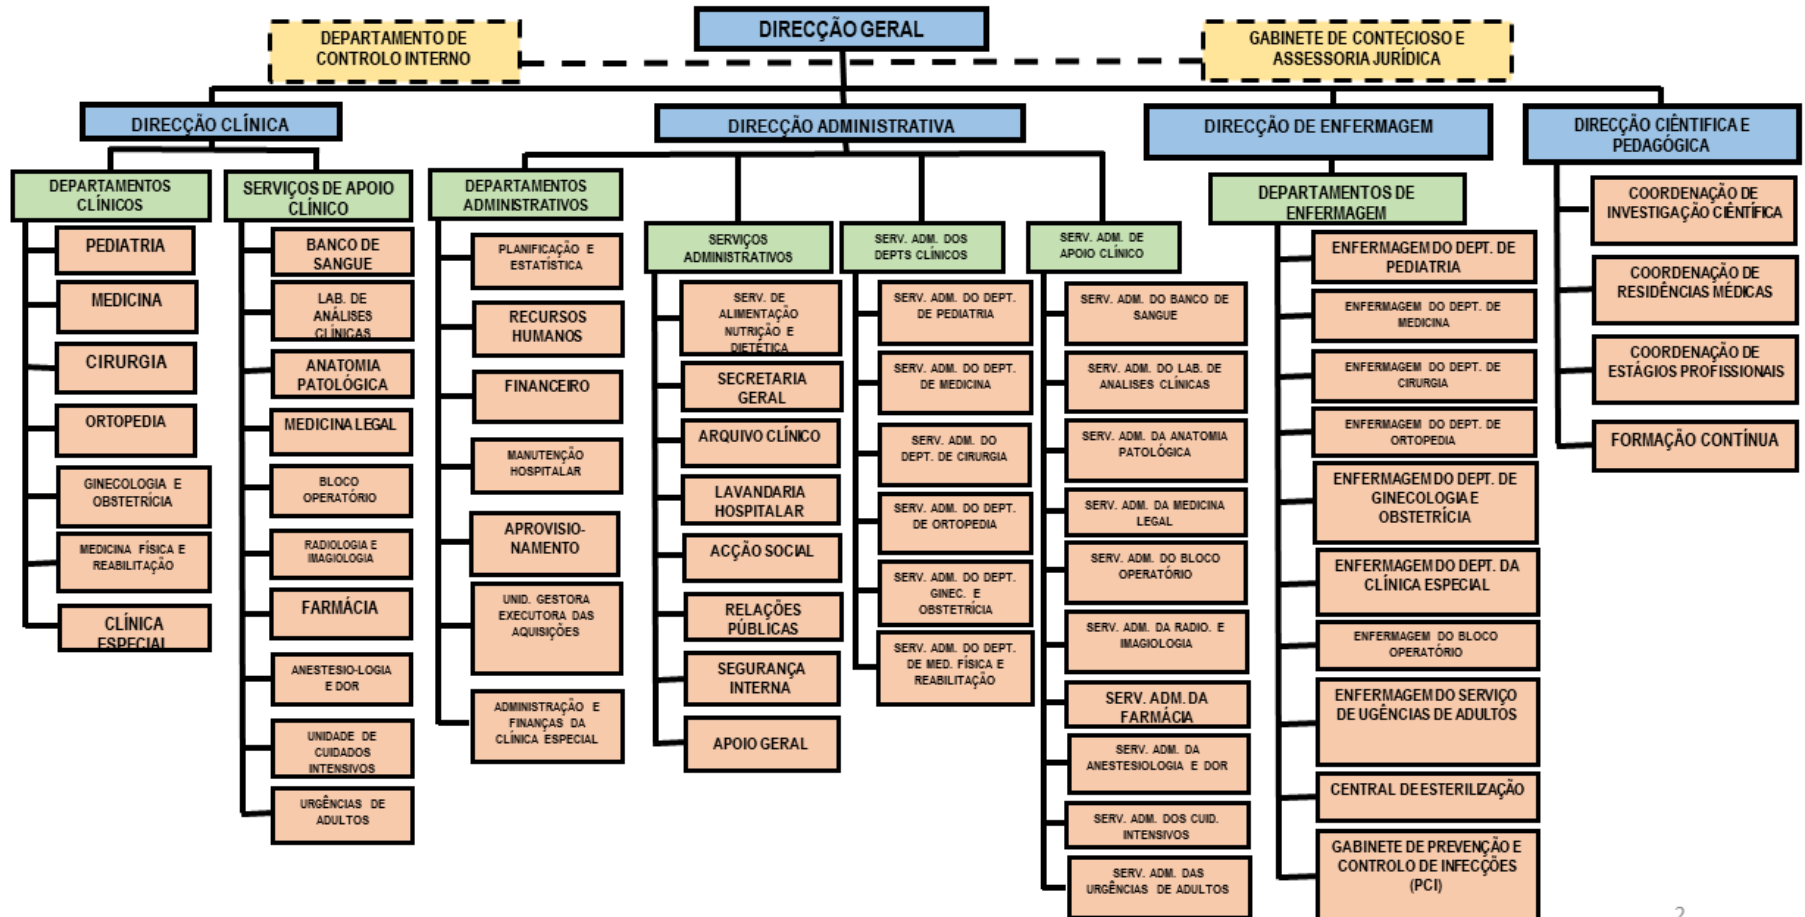 DIRECÇÃO GERAL
DEPARTAMENTO DE
CONTROLO INTERNO
GABINETE DE CONTECIOSO E
ASSESSORIA JURÍDICA
DIRECÇÃO CLÍNICA
DIRECÇÃO ADMINISTRATIVA
DIRECÇÃO DE ENFERMAGEM
DIRECÇÃO CIÊNTIFICA E
PEDAGÓGICA
DEPARTAMENTOS
CLÍNICOS
PEDIATRIA
MEDICINA
CIRURGIA
ORTOPEDIA
GINECOLOGIA E
OBSTETRÍCIA
MEDICINA FÍSICA E
REABILITAÇÃO
CLÍNICA
ESPECIAL
SERVIÇOS DE APOIO
CLÍNICO
BANCO DE
SANGUE
LAB. DE
ANÁLISES
CLÍNICAS
ANATOMIA
PATOLÓGICA
MEDICINA LEGAL
BLOCO
OPERATÓRIO
RADIOLOGIA E
IMAGIOLOGIA
FARMÁCIA
ANESTESIO-LOGIA
E DOR
UNIDADE DE
CUIDADOS
INTENSIVOS
URGÊNCIAS DE
ADULTOS
DEPARTAMENTOS
ADMINISTRATIVOS
PLANIFICAÇÃO E
ESTATÍSTICA
RECURSOS
HUMANOS
FINANCEIRO
MANUTENÇÃO
HOSPITALAR
APROVISIO-
NAMENTO
UNID. GESTORA
EXECUTORA DAS
AQUISIÇÕES
ADMINISTRAÇÃO E
FINANÇAS DA
CLÍNICA ESPECIAL
SERVIÇOS
ADMINISTRATIVOS
SERV. DE
ALIMENTAÇÃO
NUTRIÇÃO E
DIETÉTICA
SECRETARIA
GERAL
ARQUIVO CLÍNICO
LAVANDARIA
HOSPITALAR
ACÇÃO SOCIAL
RELAÇÕES
PÚBLICAS
SEGURANÇA
INTERNA
APOIO GERAL
SERV. ADM. DOS
DEPTS CLÍNICOS
SERV. ADM. DO DEPT.
DE PEDIATRIA
SERV. ADM. DO DEPT.
DE MEDICINA
SERV. ADM. DO
DEPT. DE CIRURGIA
SERV. ADM. DO DEPT.
DE ORTOPEDIA
SERV. ADM. DO DEPT.
GINEC. E
OBSTETRÍCIA
SERV. ADM. DO DEPT.
DE MED. FÍSICA E
REABILITAÇÃO
SERV. ADM. DE
APOIO CLÍNICO
SERV. ADM. DO BANCO DE
SANGUE
SERV. ADM. DO LAB. DE
ANALISES CLÍNICAS
SERV. ADM. DA ANATOMIA
PATOLÓGICA
SERV. ADM. DA MEDICINA
LEGAL
SERV. ADM. DO BLOCO
OPERATÓRIO
SERV. ADM. DA RADIO. E
IMAGIOLOGIA
SERV. ADM. DA
FARMÁCIA
SERV. ADM. DA
ANESTESIOLOGIA E DOR
SERV. ADM. DOS CUID.
INTENSIVOS
SERV. ADM. DAS
URGÊNCIAS DE ADULTOS
DEPARTAMENTOS DE
ENFERMAGEM
ENFERMAGEM DO DEPT. DE
PEDIATRIA
ENFERMAGEM DO DEPT. DE
MEDICINA
ENFERMAGEM DO DEPT. DE
CIRURGIA
ENFERMAGEM DO DEPT. DE
ORTOPEDIA
ENFERMAGEM DO DEPT. DE
GINECOLOGIA E
OBSTETRÍCIA
ENFERMAGEM DO DEPT. DA
CLÍNICA ESPECIAL
ENFERMAGEM DO BLOCO
OPERATÓRIO
ENFERMAGEM DO SERVIÇO
DE UGÊNCIAS DE ADULTOS
CENTRAL DE ESTERILIZAÇÃO
GABINETE DE PREVENÇÃO E
CONTROLO DE INFECÇÕES
(PCI)
COORDENAÇÃO DE
INVESTIGAÇÃO CIÊNTÍFICA
COORDENAÇÃO DE
RESIDÊNCIAS MÉDICAS
COORDENAÇÃO DE
ESTÁGIOS PROFISSIONAIS
FORMAÇÃO CONTÍNUA
2